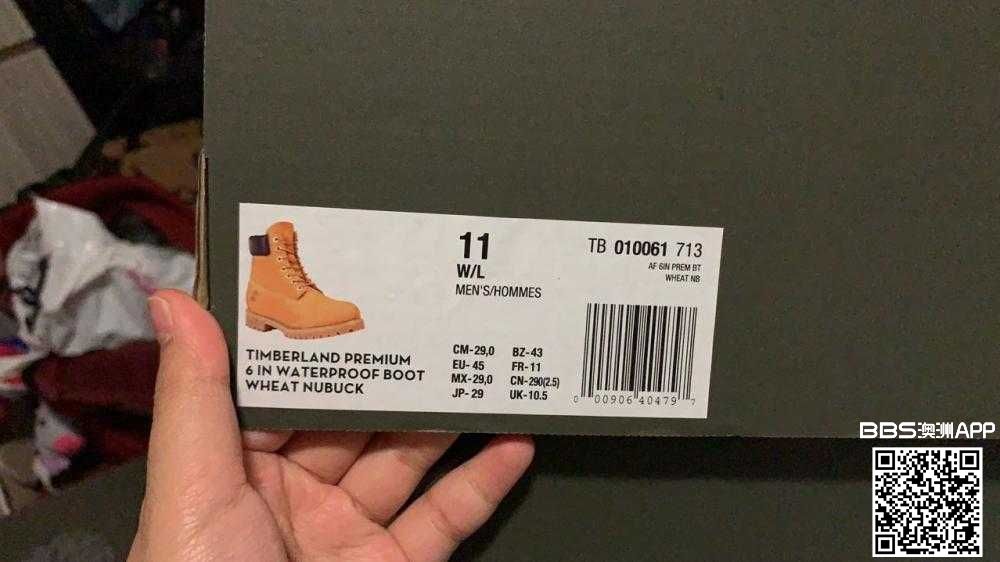 11
W/L
MEN'S/HOMMES
TB 010061 713
AF 6IN PREM BT
WHEAT NB
TIMBERLAND PREMIUM
6 IN WATERPROOF BOOT
WHEAT NUBUCK
CM-29,0 BZ-43
EU- 45 FR-11
MX-29,0 CN-290(2.5)
JP- 29 UK-10.5
0 00906 40479 7
BBS澳洲APP